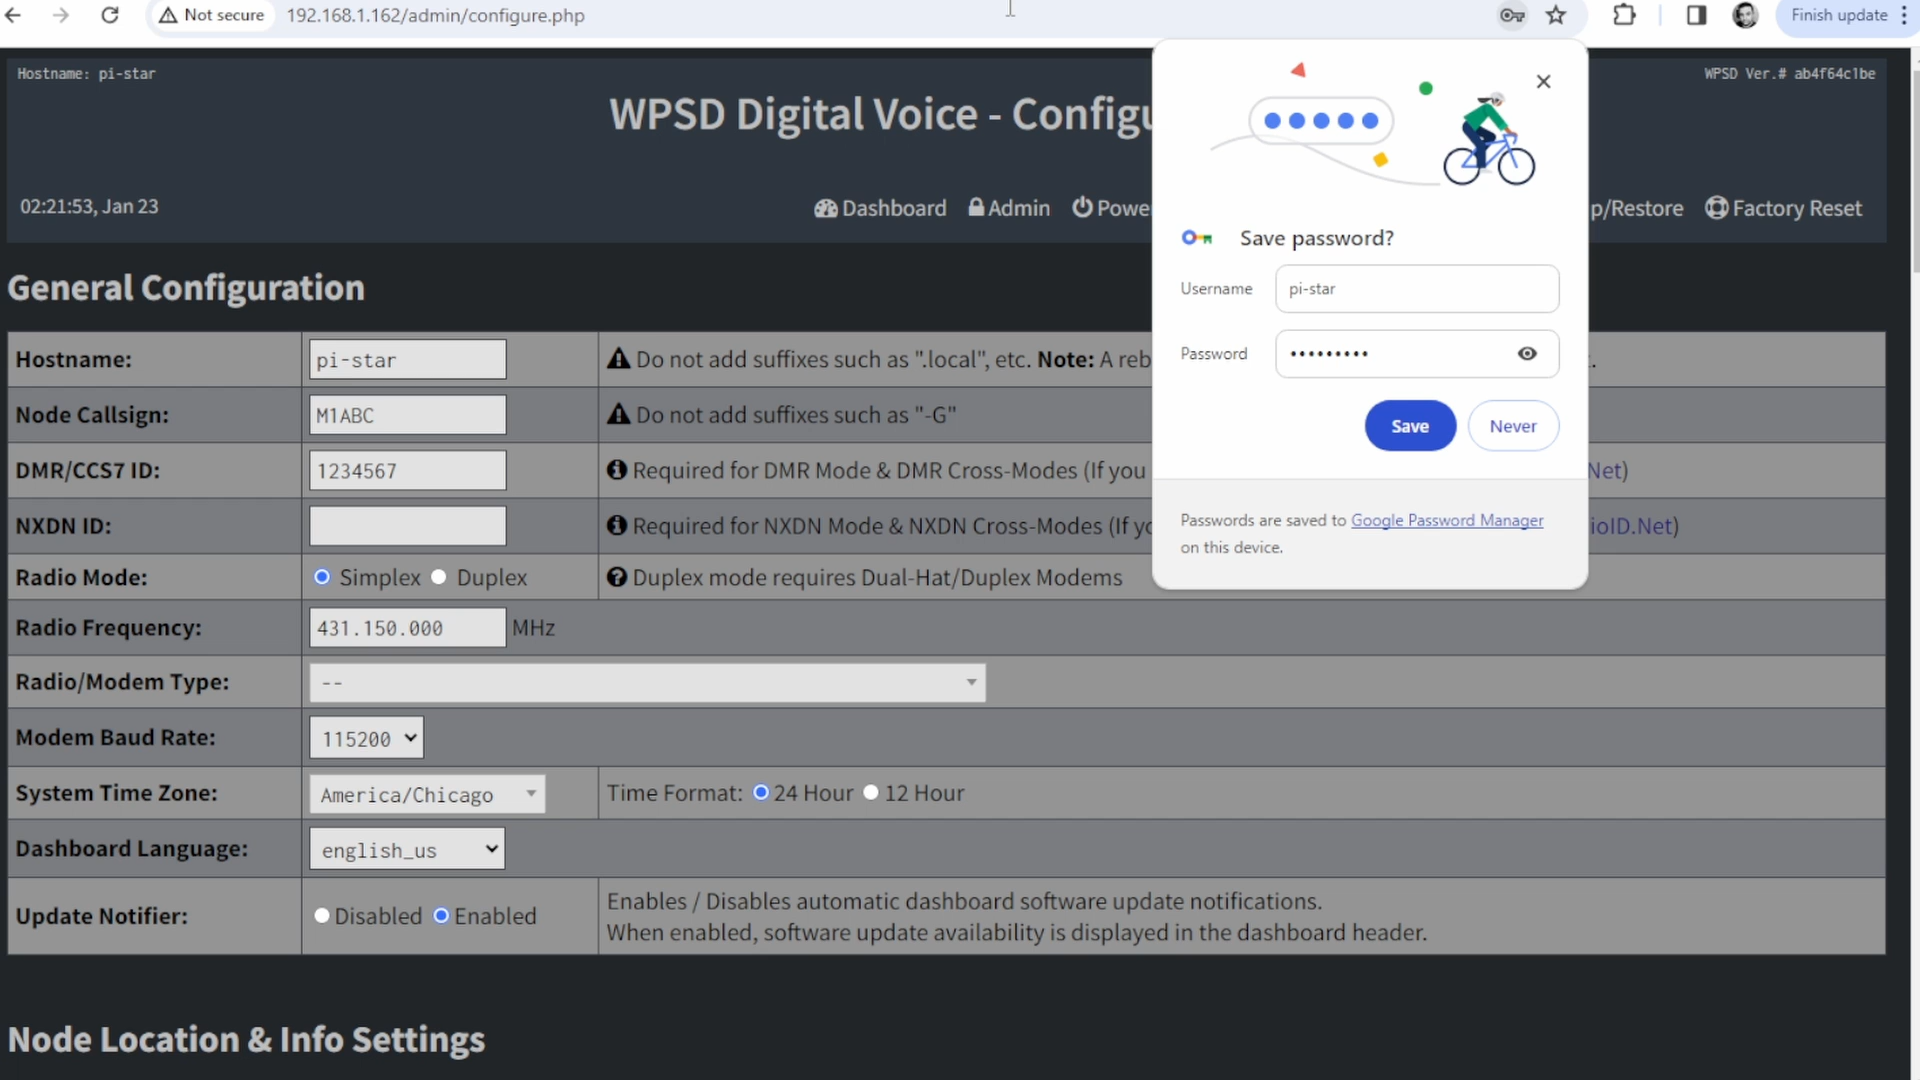 Not secure 192.168.1.162/admin/configure.php Finish update
Hostname: pi-star WPSD Ver.# ab4f64c1be
WPSD Digital Voice - Configu
02:21:53, Jan 23 Dashboard Admin Powe p/Restore Factory Reset
Save password?
Username pi-star
Password •••••••••
Save Never
Passwords are saved to Google Password Manager
on this device.
General Configuration
Hostname: pi-star Do not add suffixes such as ".local", etc. Note: A reb .
Node Callsign: M1ABC Do not add suffixes such as "-G"
DMR/CCS7 ID: 1234567 Required for DMR Mode & DMR Cross-Modes (If you Net)
NXDN ID: Required for NXDN Mode & NXDN Cross-Modes (If yo ioID.Net)
Radio Mode: Simplex Duplex Duplex mode requires Dual-Hat/Duplex Modems
Radio Frequency: 431.150.000 MHz
Radio/Modem Type: --
Modem Baud Rate: 115200
System Time Zone: America/Chicago Time Format: 24 Hour 12 Hour
Dashboard Language: english_us
Update Notifier: Disabled Enabled Enables / Disables automatic dashboard software update notifications.
When enabled, software update availability is displayed in the dashboard header.
Node Location & Info Settings